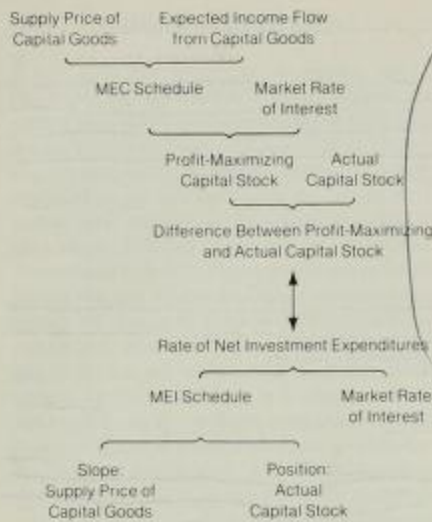 Supply Price of Expected Income Flow
Capital Goods from Capital Goods
MEC Schedule Market Rate
of Interest
Profit-Maximizing Actual
Capital Stock Capital Stock
Difference Between Profit-Maximizing
and Actual Capital Stock
Rate of Net Investment Expenditures
MEI Schedule Market Rate
of Interest
Slope: Position:
Supply Price of Actual
Capital Goods Capital Stock